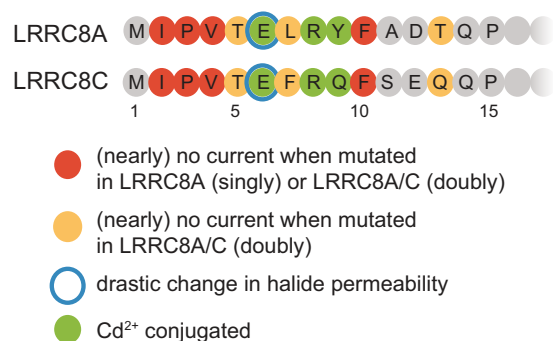 LRRC8A M I P V T E L R Y F A D T Q P
LRRC8C M I P V T E F R Q F S E Q Q P
1 5 10 15
(nearly) no current when mutated
in LRRC8A (singly) or LRRC8A/C (doubly)
(nearly) no current when mutated
in LRRC8A/C (doubly)
drastic change in halide permeability
Cd²⁺ conjugated